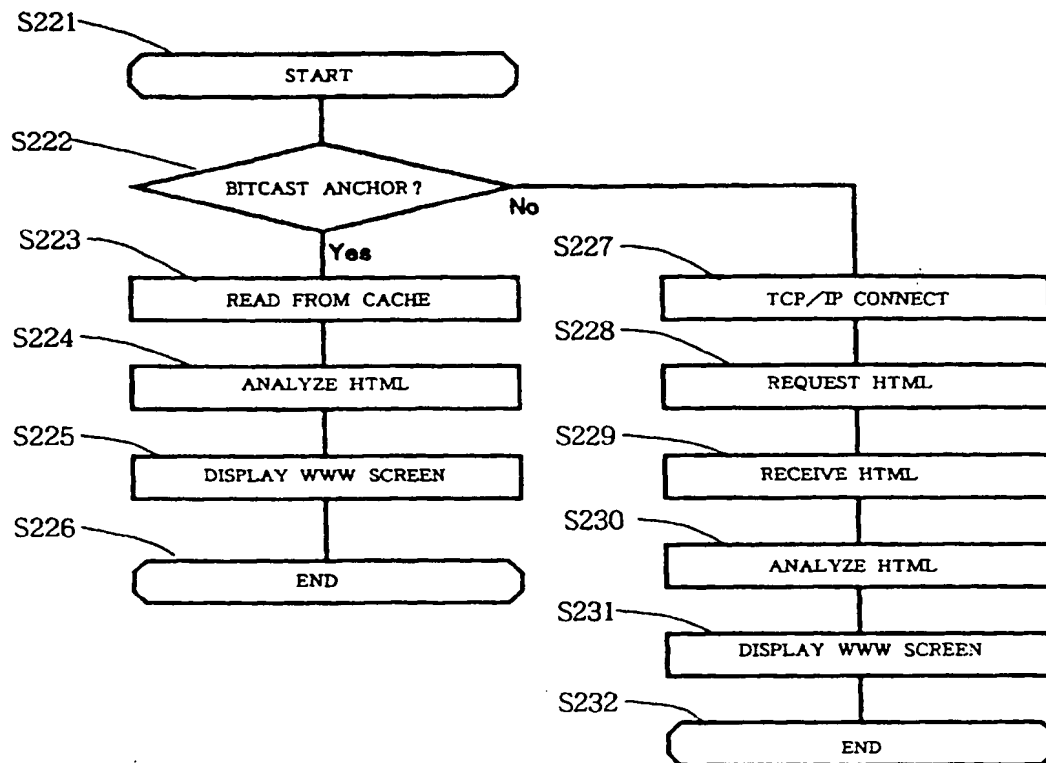 S221
START
S222
BITCAST ANCHOR?
No
Yes
S223
READ FROM CACHE
S224
ANALYZE HTML
S225
DISPLAY WWW SCREEN
S226
END
S227
TCP/IP CONNECT
S228
REQUEST HTML
S229
RECEIVE HTML
S230
ANALYZE HTML
S231
DISPLAY WWW SCREEN
S232
END